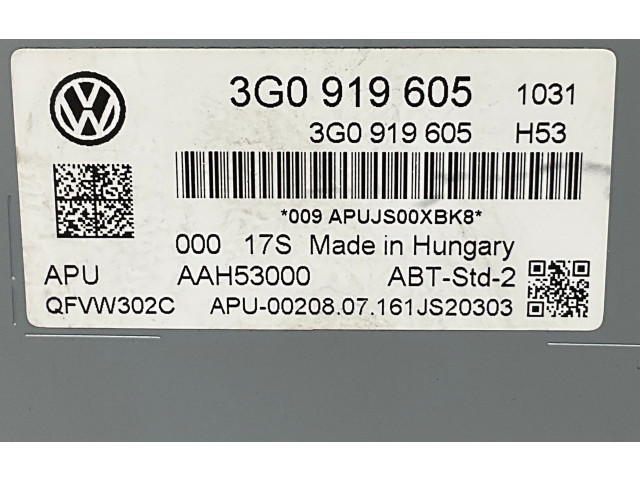 3G0 919 605 1031
3G0 919 605 H53
*009 APUJS00XBK8*
000 17S Made in Hungary
APU AAH53000 ABT-Std-2
QFVW302C APU-00208.07.161JS20303